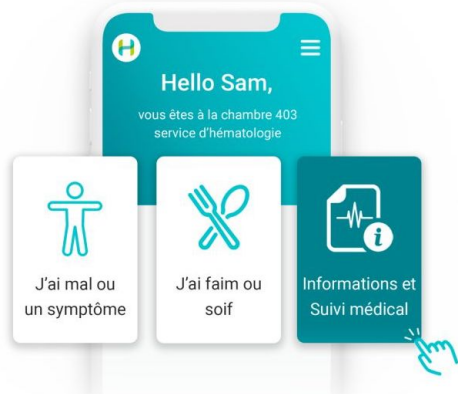 H
Hello Sam,
vous êtes à la chambre 403
service d'hématologie
J'ai mal ou
un symptôme
J'ai faim ou
soif
i
Informations et
Suivi médical